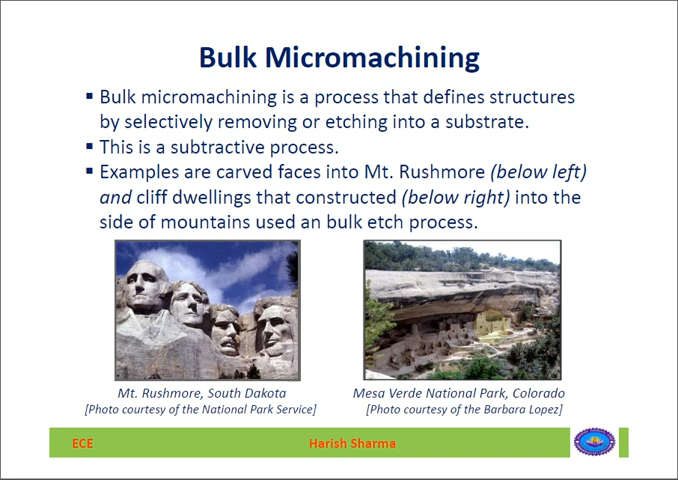 Bulk Micromachining
▪ Bulk micromachining is a process that defines structures
by selectively removing or etching into a substrate.
▪ This is a subtractive process.
▪ Examples are carved faces into Mt. Rushmore (below left)
and cliff dwellings that constructed (below right) into the
side of mountains used an bulk etch process.
Mt. Rushmore, South Dakota
[Photo courtesy of the National Park Service]
Mesa Verde National Park, Colorado
[Photo courtesy of the Barbara Lopez]
ECE
Harish Sharma